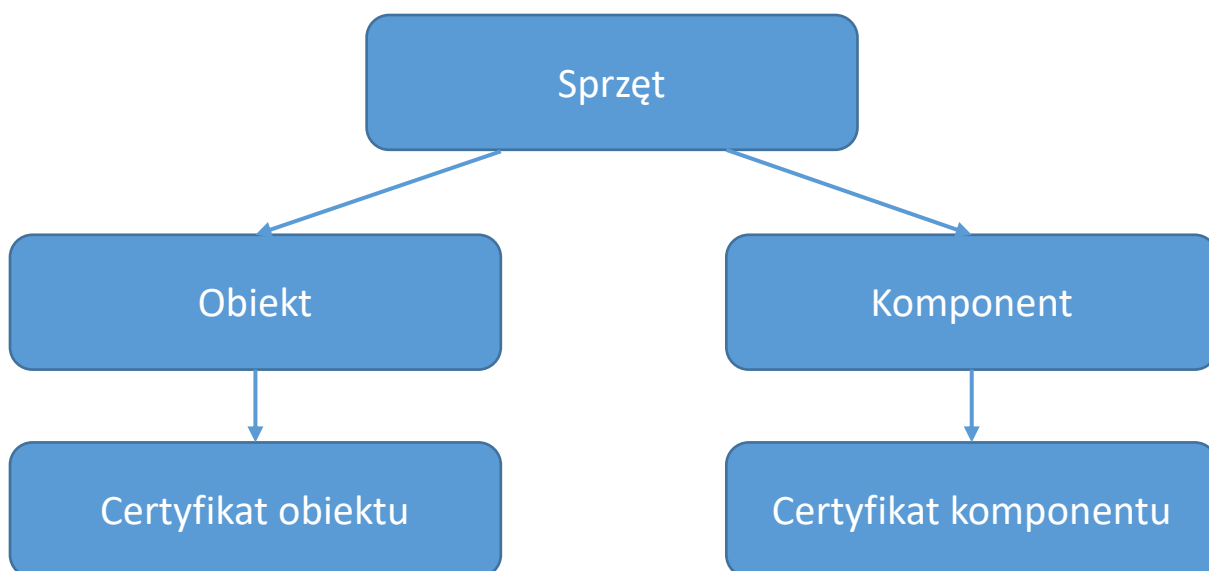 Sprzęt
Obiekt
Komponent
Certyfikat obiektu
Certyfikat komponentu